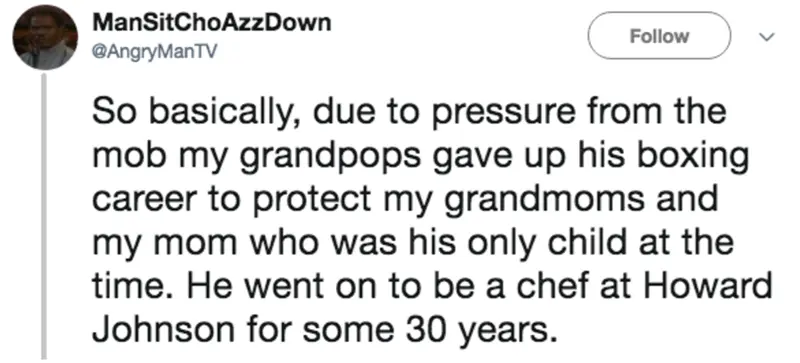 ManSitChoAzzDown
@AngryManTV
Follow
So basically, due to pressure from the
mob my grandpops gave up his boxing
career to protect my grandmoms and
my mom who was his only child at the
time. He went on to be a chef at Howard
Johnson for some 30 years.